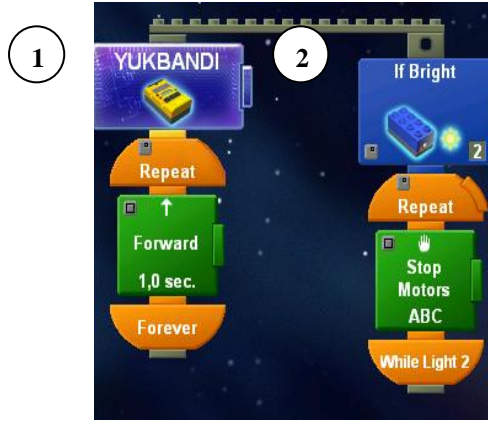 1
2
YUKBANDI
Repeat
Forward
1,0 sec.
Forever
If Bright
2
Repeat
Stop
Motors
ABC
While Light 2